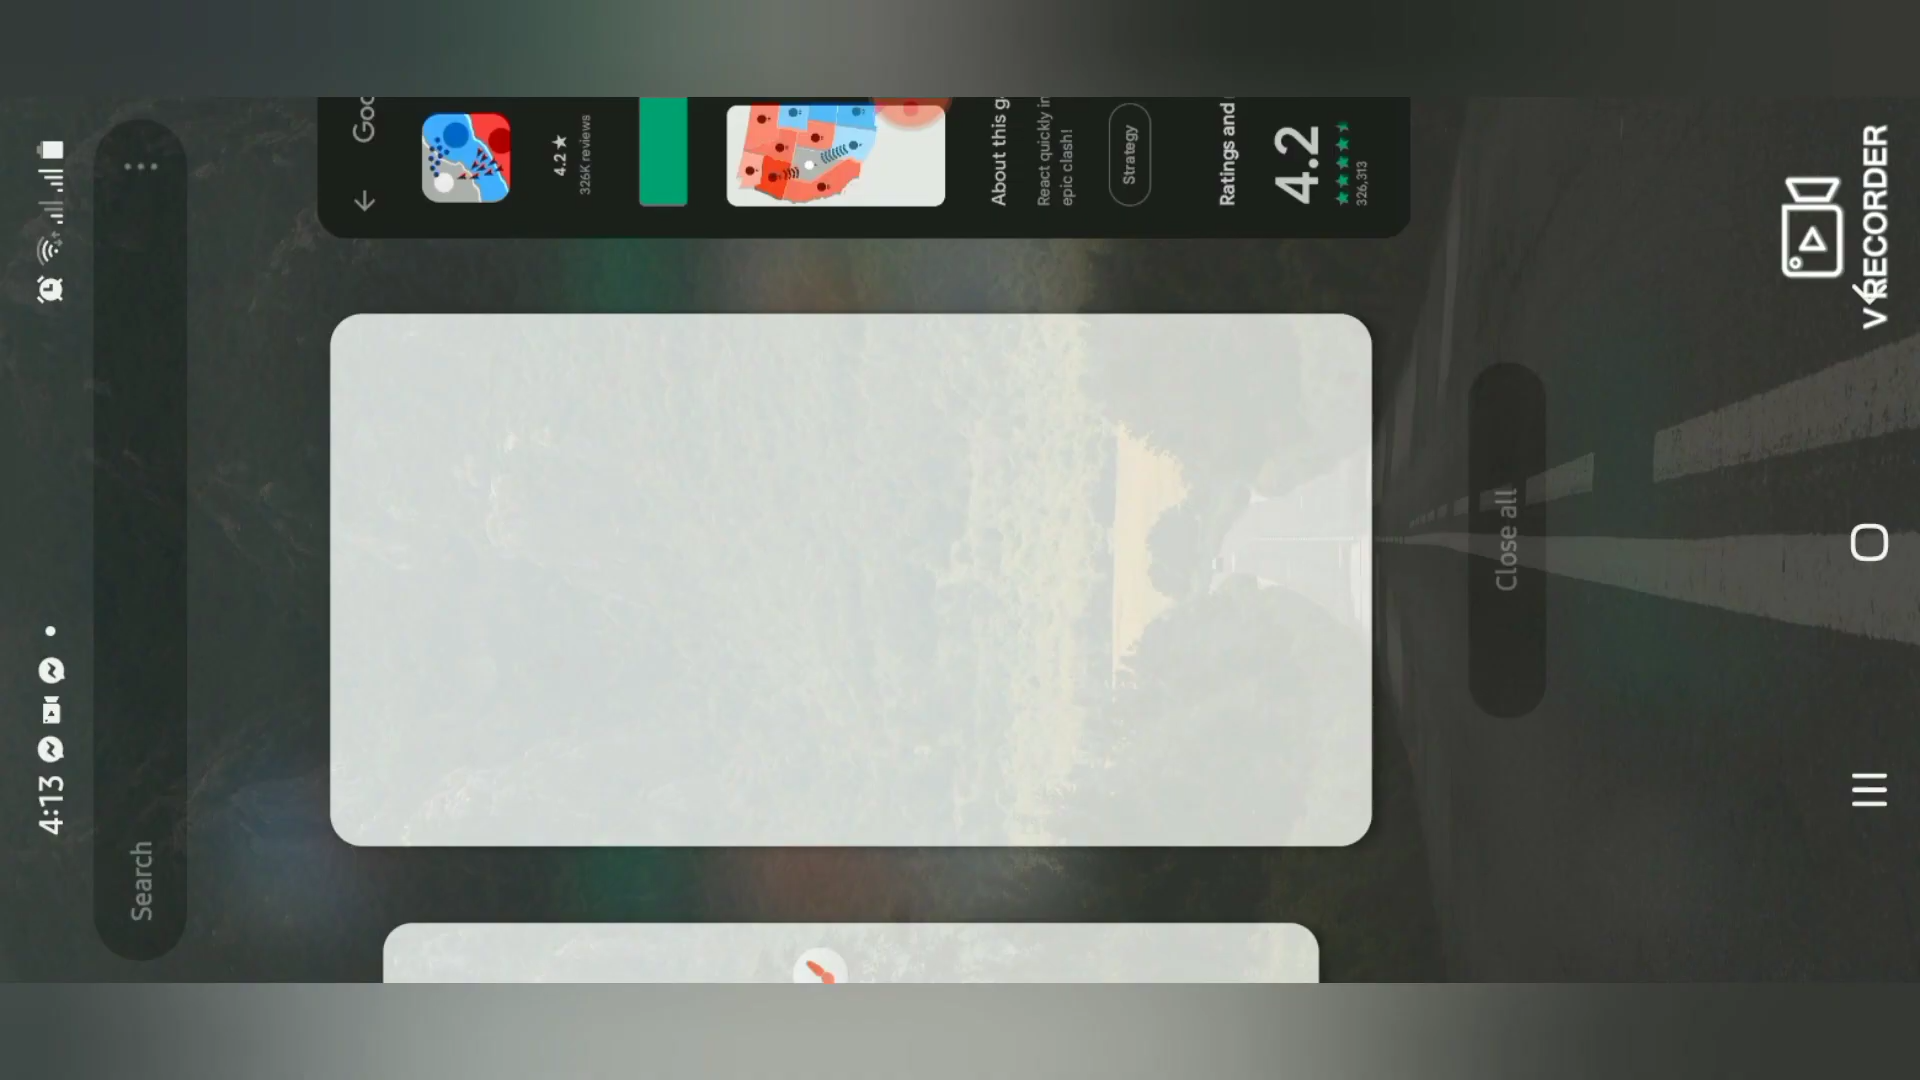 4:13
Search
Goo
4.2 ★
326K reviews
About this g
React quickly in
epic clash!
Strategy
Ratings and
4.2
326,313
Close all
V RECORDER